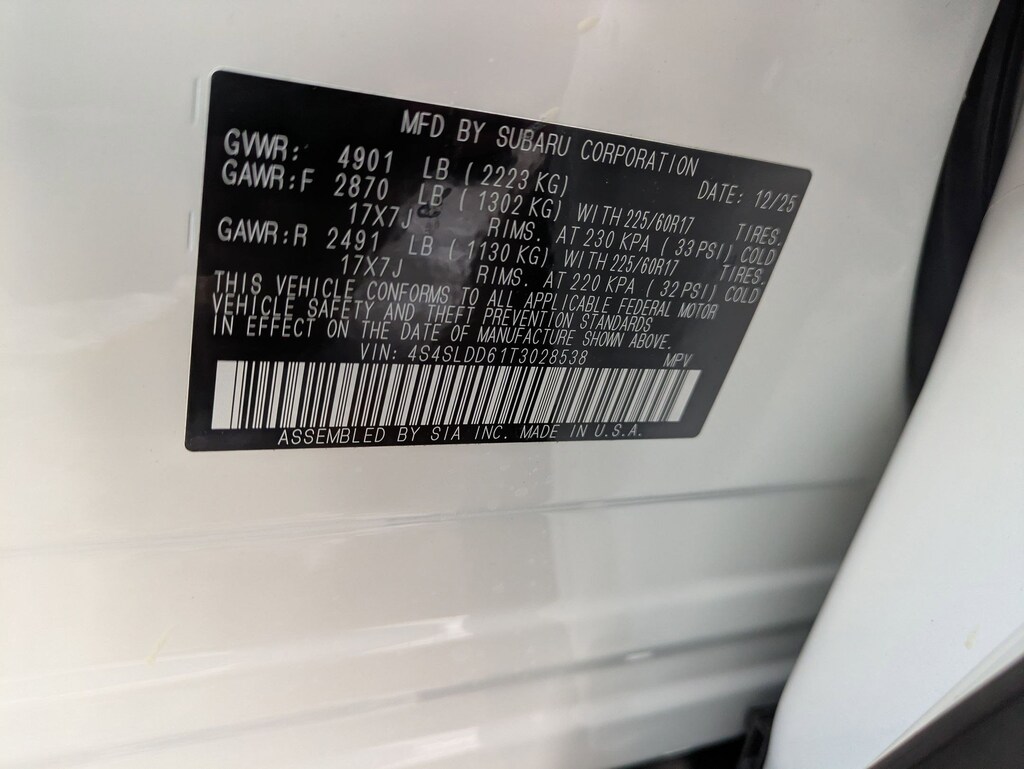 MFD BY SUBARU CORPORATION
GVWR: 4901 LB ( 2223 KG) DATE: 12/25
GAWR:F 2870 LB ( 1302 KG) WITH 225/60R17 TIRES.
17X7J RIMS. AT 230 KPA ( 33 PSI) COLD
GAWR:R 2491 LB ( 1130 KG) WITH 225/60R17 TIRES.
17X7J RIMS. AT 220 KPA ( 32 PSI) COLD
THIS VEHICLE CONFORMS TO ALL APPLICABLE FEDERAL MOTOR
VEHICLE SAFETY AND THEFT PREVENTION STANDARDS
IN EFFECT ON THE DATE OF MANUFACTURE SHOWN ABOVE.
VIN: 4S4SLDD61T3028538 MPV
ASSEMBLED BY SIA INC. MADE IN U.S.A.